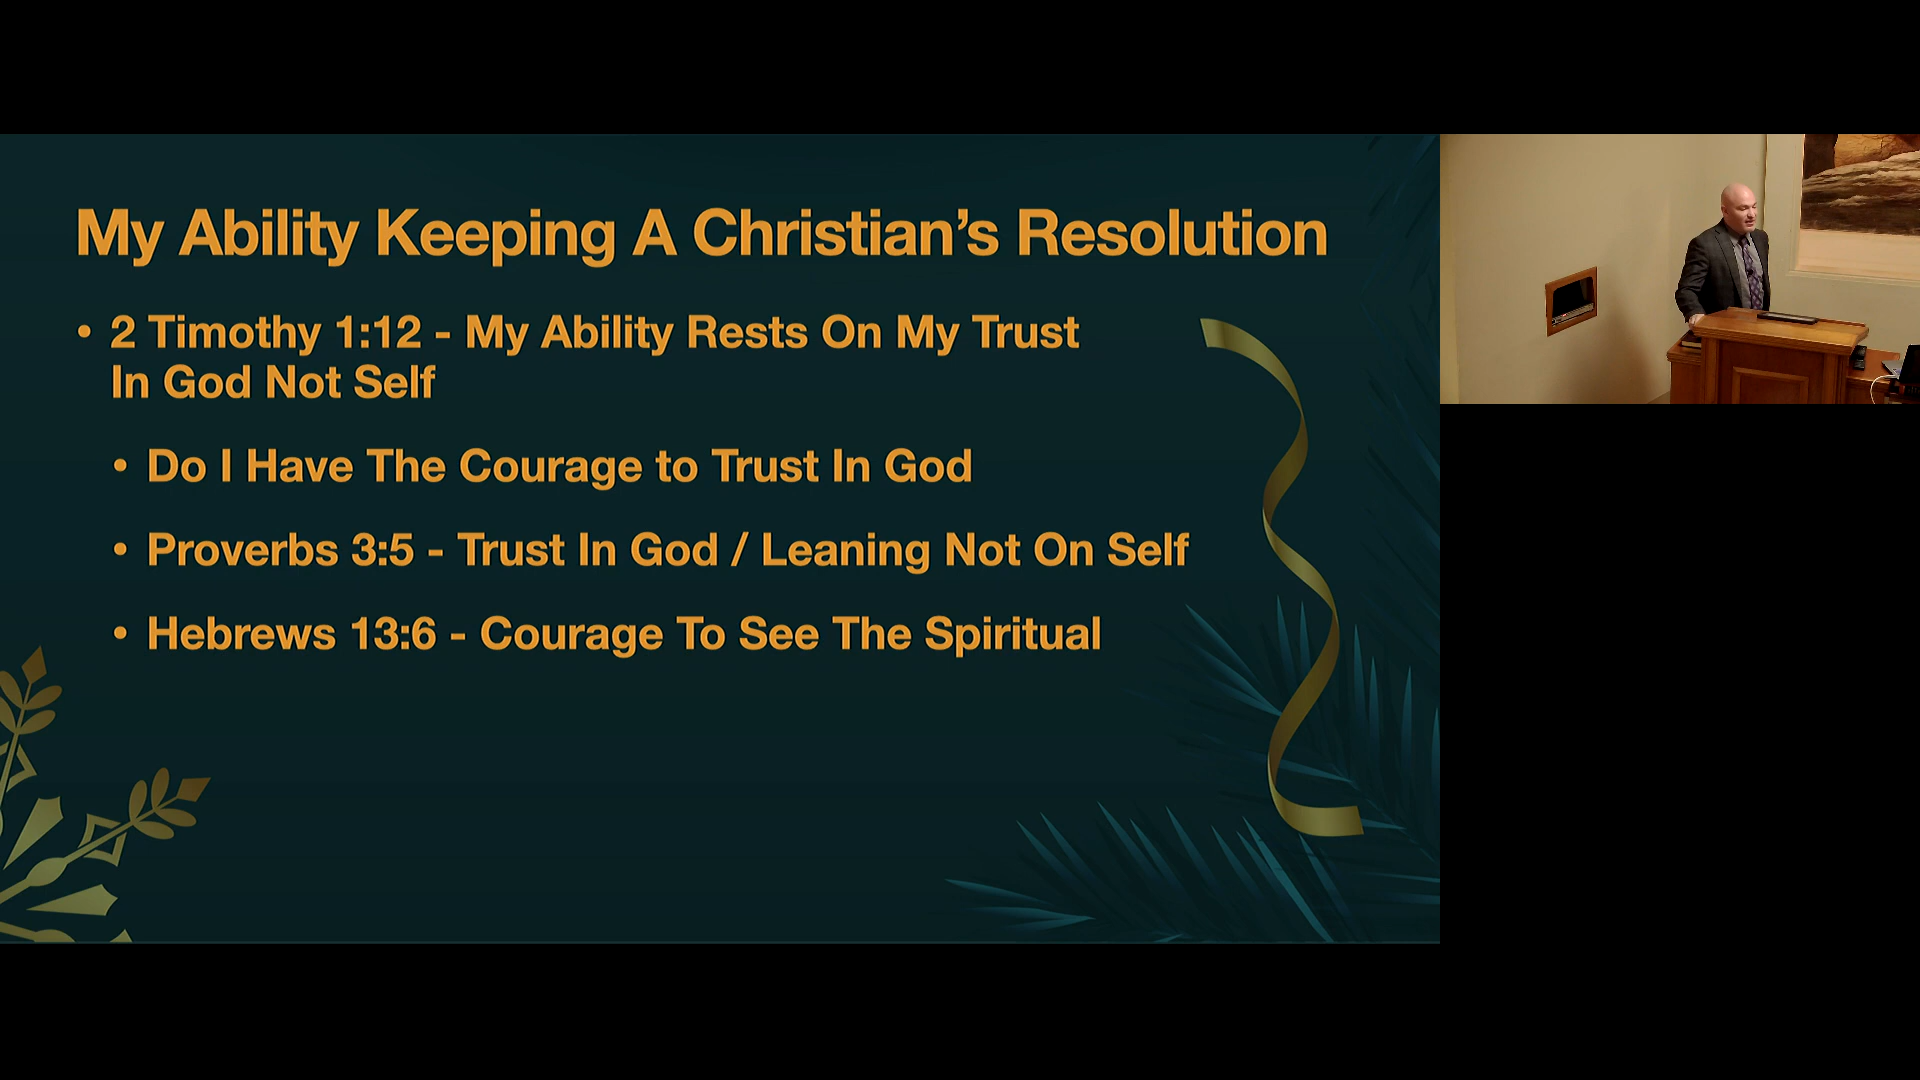 My Ability Keeping A Christian’s Resolution
• 2 Timothy 1:12 - My Ability Rests On My Trust
In God Not Self
• Do I Have The Courage to Trust In God
• Proverbs 3:5 - Trust In God / Leaning Not On Self
• Hebrews 13:6 - Courage To See The Spiritual